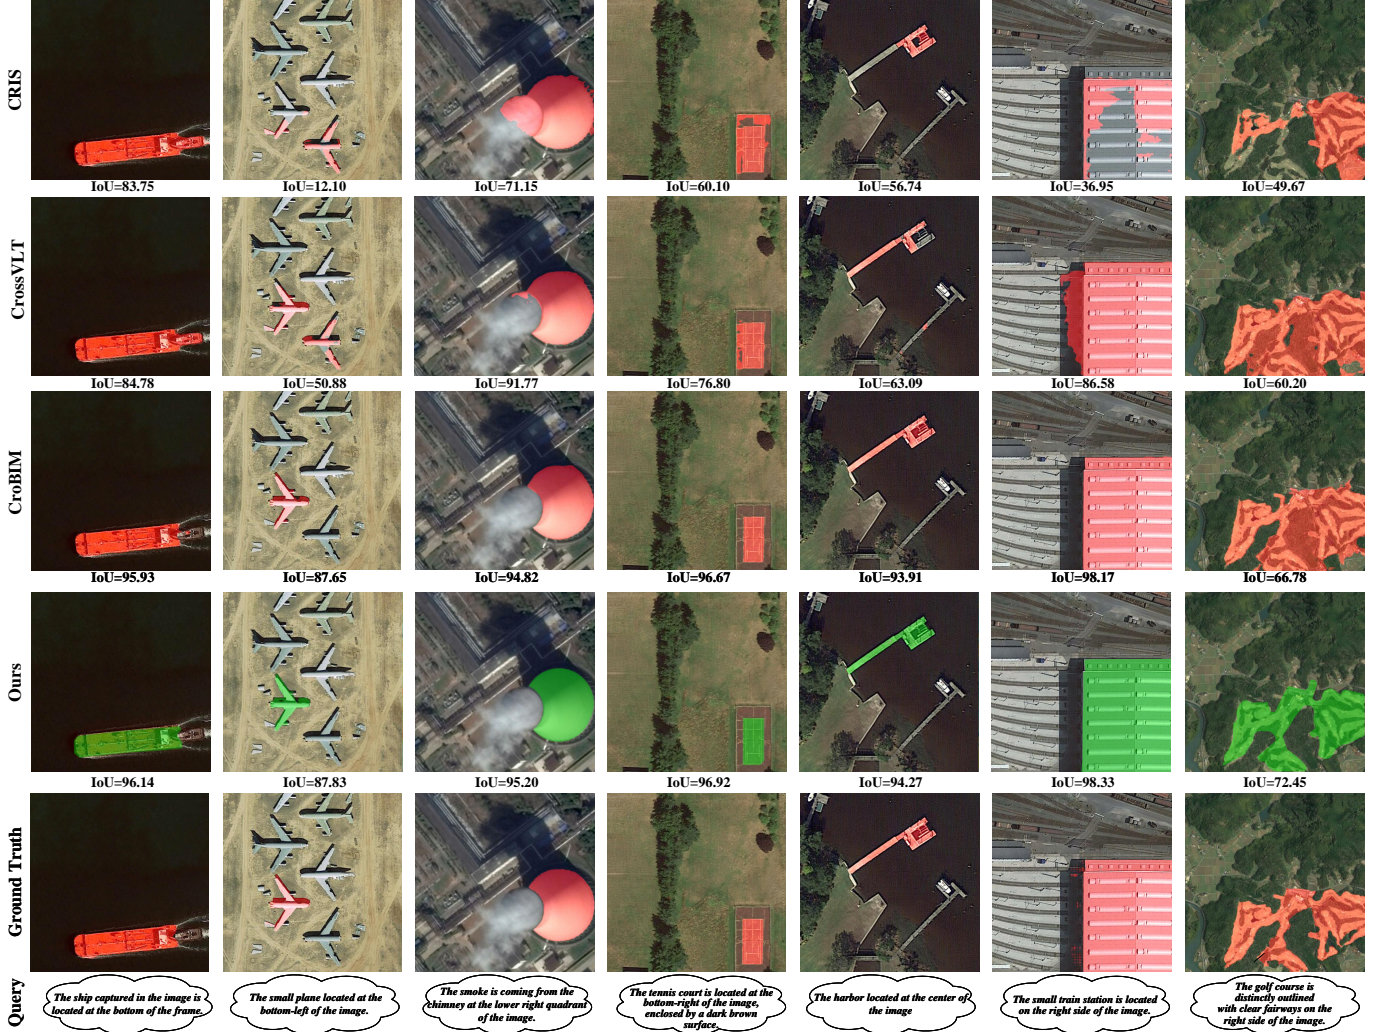 CRIS
IoU=83.75 IoU=12.10 IoU=71.15 IoU=60.10 IoU=56.74 IoU=36.95 IoU=49.67
CrossVLT
IoU=84.78 IoU=50.88 IoU=91.77 IoU=76.80 IoU=63.09 IoU=86.58 IoU=60.20
CroBIM
IoU=95.93 IoU=87.65 IoU=94.82 IoU=96.67 IoU=93.91 IoU=98.17 IoU=66.78
Ours
IoU=96.14 IoU=87.83 IoU=95.20 IoU=96.92 IoU=94.27 IoU=98.33 IoU=72.45
Ground Truth
Query
The ship captured in the image is
located at the bottom of the frame.
The small plane located at the
bottom-left of the image.
The smoke is coming from the
chimney at the lower right quadrant
of the image.
The tennis court is located at the
bottom-right of the image,
enclosed by a dark brown
surface.
The harbor located at the center of
the image
The small train station is located
on the right side of the image.
The golf course is
distinctly outlined
with clear fairways on the
right side of the image.